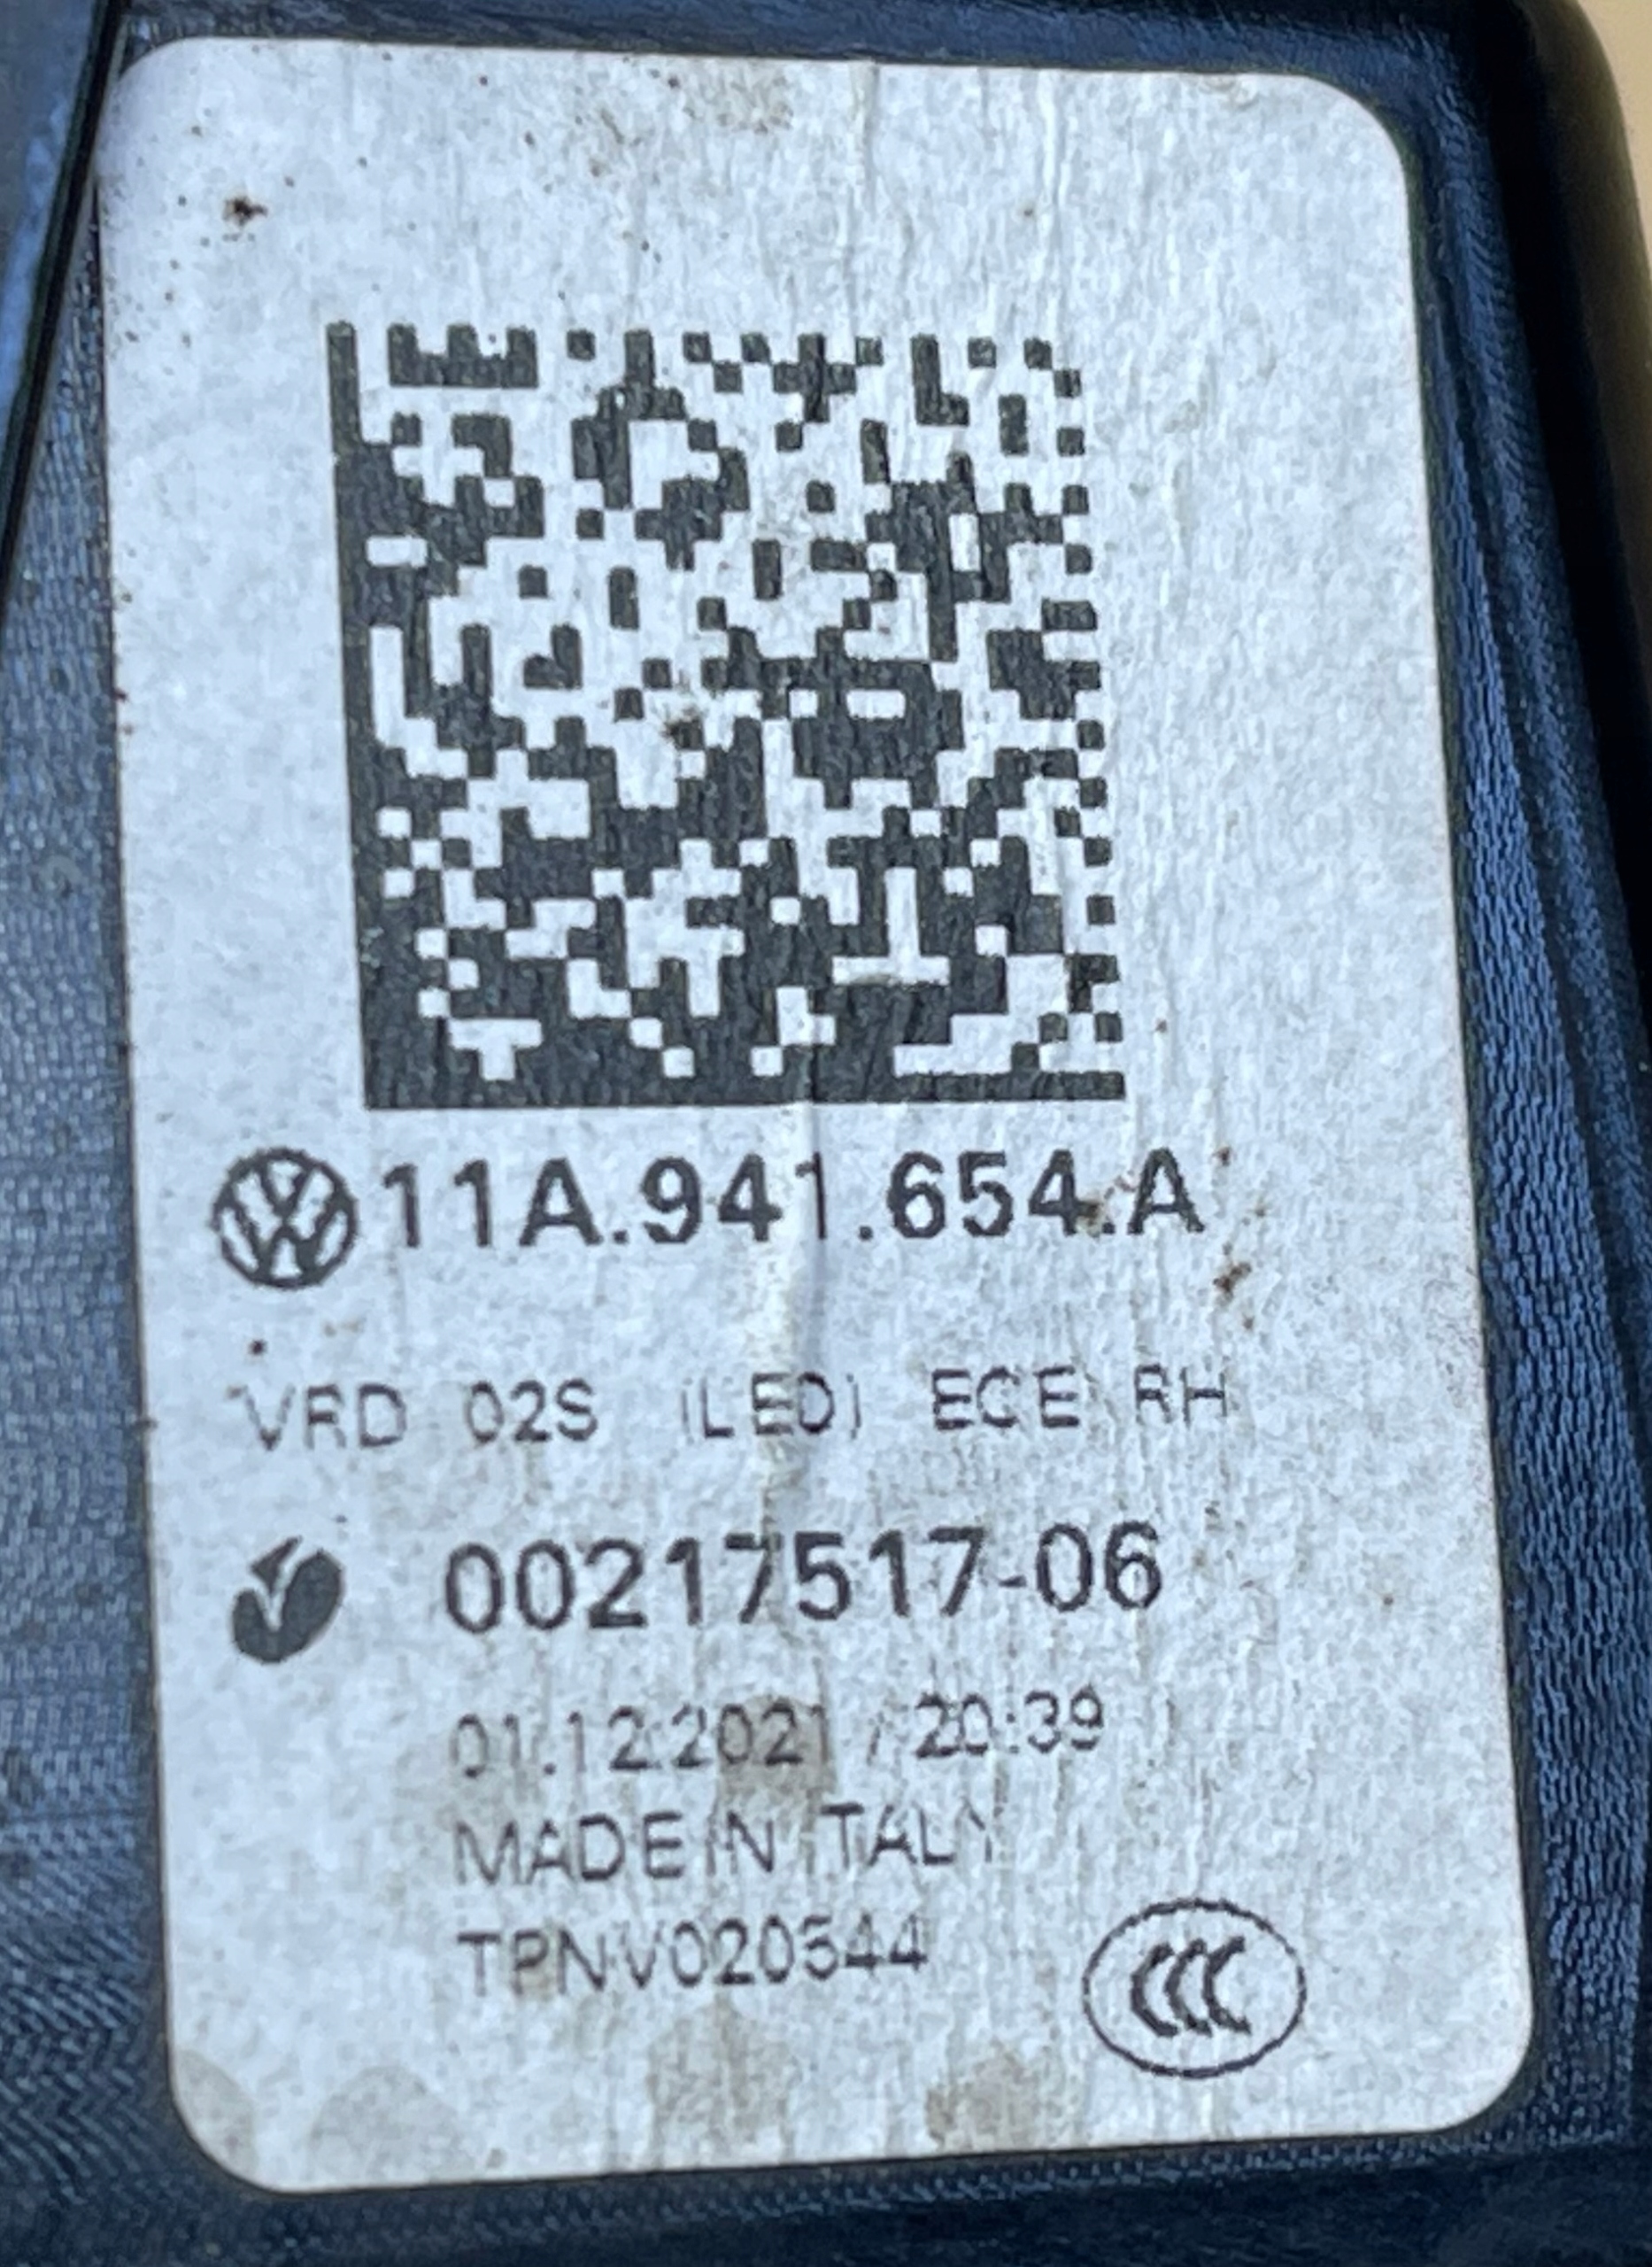 11A.941.654.A
VRD 02S (LED) ECE RH
00217517-06
01.12.2021 / 20:39
MADE IN ITALY
TPNV020544